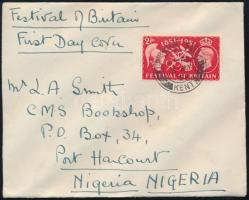 Festival of Britain
First Day Cover
2½D
1851-1951
FESTIVAL OF BRITAIN
KENT
Mr L.A Smith
CMS Bookshop,
P.O. Box, 34,
Port Harcourt
Nigeria NIGERIA